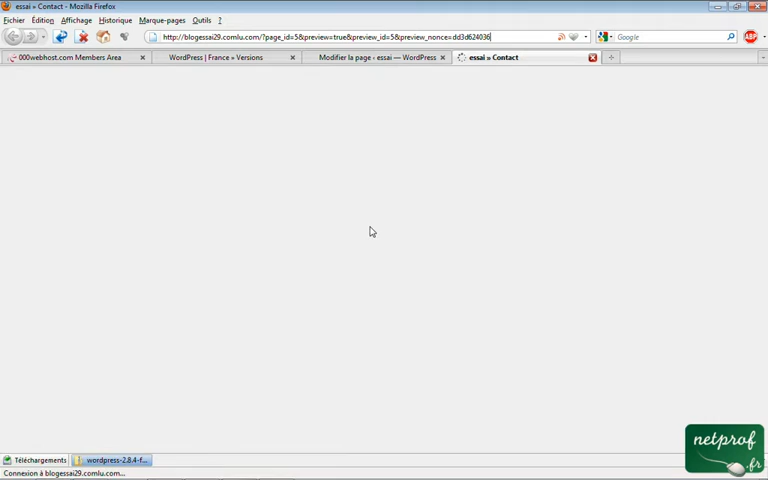 essai » Contact - Mozilla Firefox
Fichier Édition Affichage Historique Marque-pages Outils ?
http://blogessai29.comlu.com/?page_id=5&preview=true&preview_id=5&preview_nonce=dd3d624036 Google ABP
000webhost.com Members Area WordPress | France » Versions Modifier la page ‹ essai — WordPress essai » Contact
netprof
.fr
Téléchargements wordpress-2.8.4-f...
Connexion à blogessai29.comlu.com...